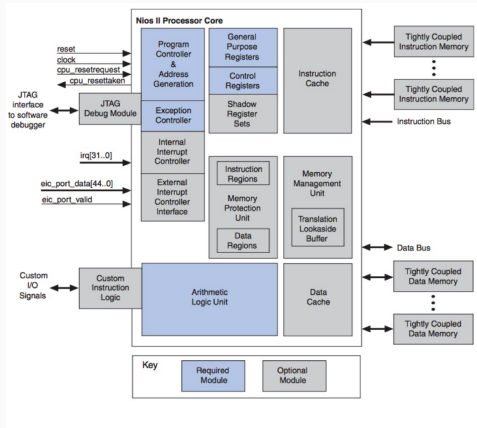 Nios II Processor Core
reset
clock
cpu_resetrequest
cpu_resettaken
JTAG
interface
to software
debugger
JTAG
Debug Module
irq[31..0]
eic_port_data[44..0]
eic_port_valid
Custom
I/O
Signals
Custom
Instruction
Logic
Program
Controller
&
Address
Generation
Exception
Controller
Internal
Interrupt
Controller
External
Interrupt
Controller
Interface
General
Purpose
Registers
Control
Registers
Shadow
Register
Sets
Instruction
Regions
Memory
Protection
Unit
Data
Regions
Arithmetic
Logic Unit
Instruction
Cache
Memory
Management
Unit
Translation
Lookaside
Buffer
Data
Cache
Tightly Coupled
Instruction Memory
Tightly Coupled
Instruction Memory
Instruction Bus
Data Bus
Tightly Coupled
Data Memory
Tightly Coupled
Data Memory
Key
Required
Module
Optional
Module